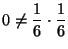 0 ≠ 1/6 · 1/6